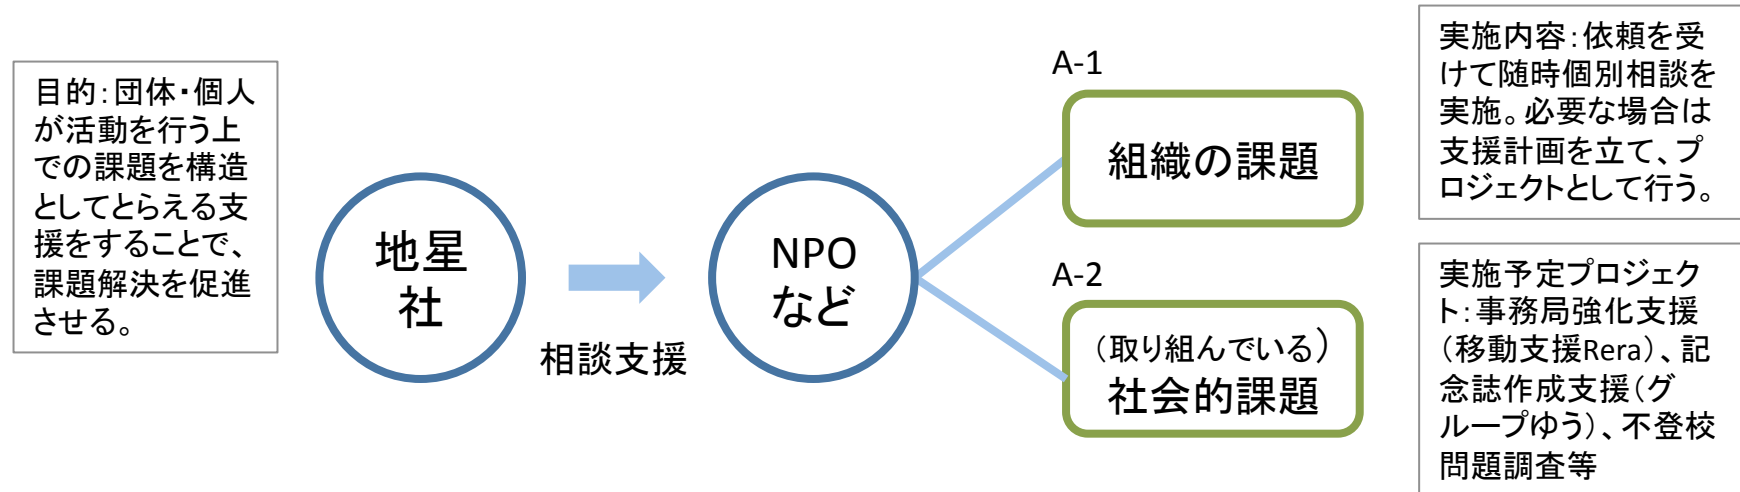 目的：団体・個人
が活動を行う上
での課題を構造
としてとらえる支
援をすることで、
課題解決を促進
させる。
地星
社
相談支援
NPO
など
A-1
組織の課題
A-2
（取り組んでいる）
社会的課題
実施内容：依頼を受
けて随時個別相談を
実施。必要な場合は
支援計画を立て、プ
ロジェクトとして行う。
実施予定プロジェク
ト：事務局強化支援
（移動支援Rera）、記
念誌作成支援（グ
ループゆう）、不登校
問題調査等